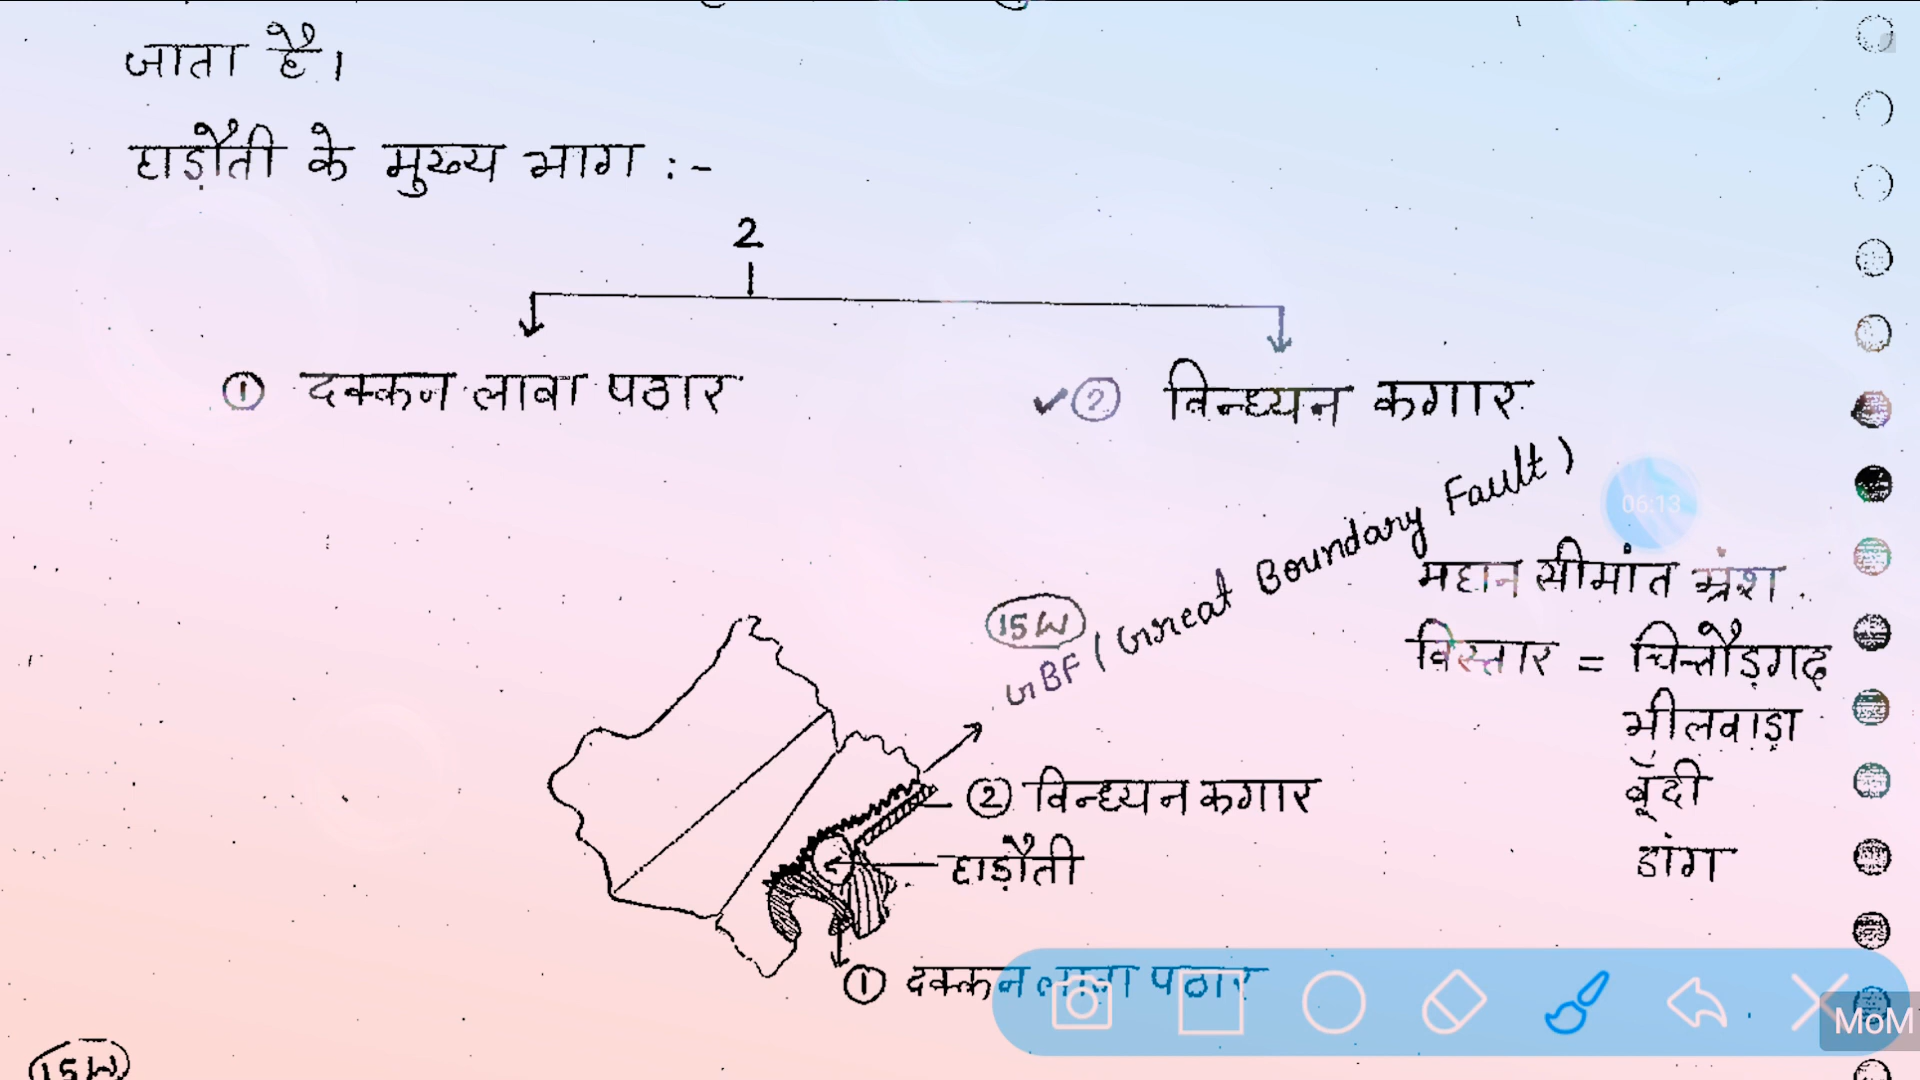 जाता है।
हाड़ौती के मुख्य भाग :-
2
① दक्कन लावा पठार
✓② विन्ध्यन कगार
15W
GBF (Great Boundary Fault)
06:13
महान सीमांत भ्रंश
विस्तार = चित्तौड़गढ़
भीलवाड़ा
बूँदी
डांग
② विन्ध्यन कगार
हाड़ौती
① दक्कन लावा पठार
MoM
15W